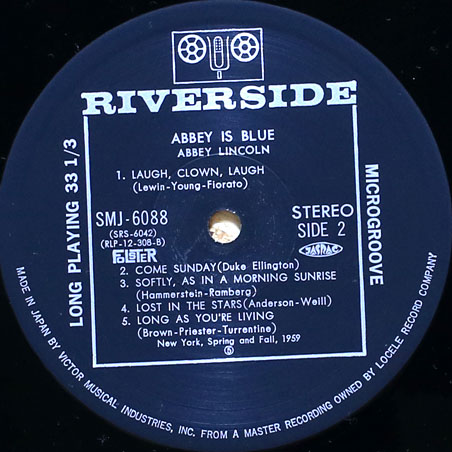 RIVERSIDE
ABBEY IS BLUE
ABBEY LINCOLN
1. LAUGH, CLOWN, LAUGH
(Lewin-Young-Fiorato)
SMJ-6088
(SRS-6042)
(RLP-12-308-B)
STEREO
SIDE 2
POLYSTER
JASRAC
2. COME SUNDAY(Duke Ellington)
3. SOFTLY, AS IN A MORNING SUNRISE
(Hammerstein-Ramberg)
4. LOST IN THE STARS(Anderson-Weill)
5. LONG AS YOU'RE LIVING
(Brown-Priester-Turrentine)
New York, Spring and Fall, 1959
LONG PLAYING 33 1/3
MICROGROOVE
MADE IN JAPAN BY VICTOR MUSICAL INDUSTRIES, INC. FROM A MASTER RECORDING OWNED BY LOCELE RECORD COMPANY